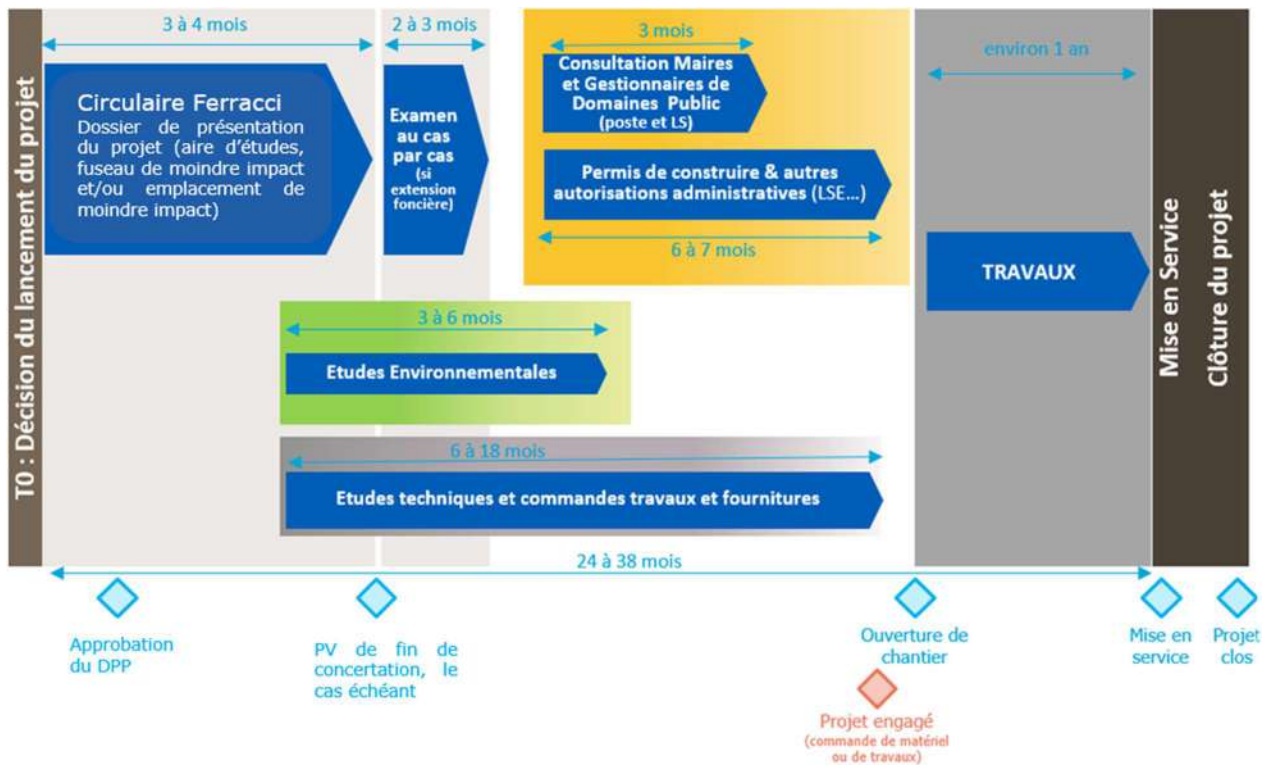 T0 : Décision du lancement du projet
3 à 4 mois
Circulaire Ferracci
Dossier de présentation
du projet (aire d'études,
fuseau de moindre impact
et/ou emplacement de
moindre impact)
2 à 3 mois
Examen
au cas
par cas
(si
extension
foncière)
3 mois
Consultation Maires
et Gestionnaires de
Domaines Public
(poste et LS)
Permis de construire & autres
autorisations administratives (LSE...)
6 à 7 mois
environ 1 an
TRAVAUX
Mise en Service
Clôture du projet
3 à 6 mois
Etudes Environnementales
6 à 18 mois
Etudes techniques et commandes travaux et fournitures
24 à 38 mois
Approbation
du DPP
PV de fin de
concertation, le
cas échéant
Ouverture de
chantier
Mise en
service
Projet
clos
Projet engagé
(commande de matériel
ou de travaux)